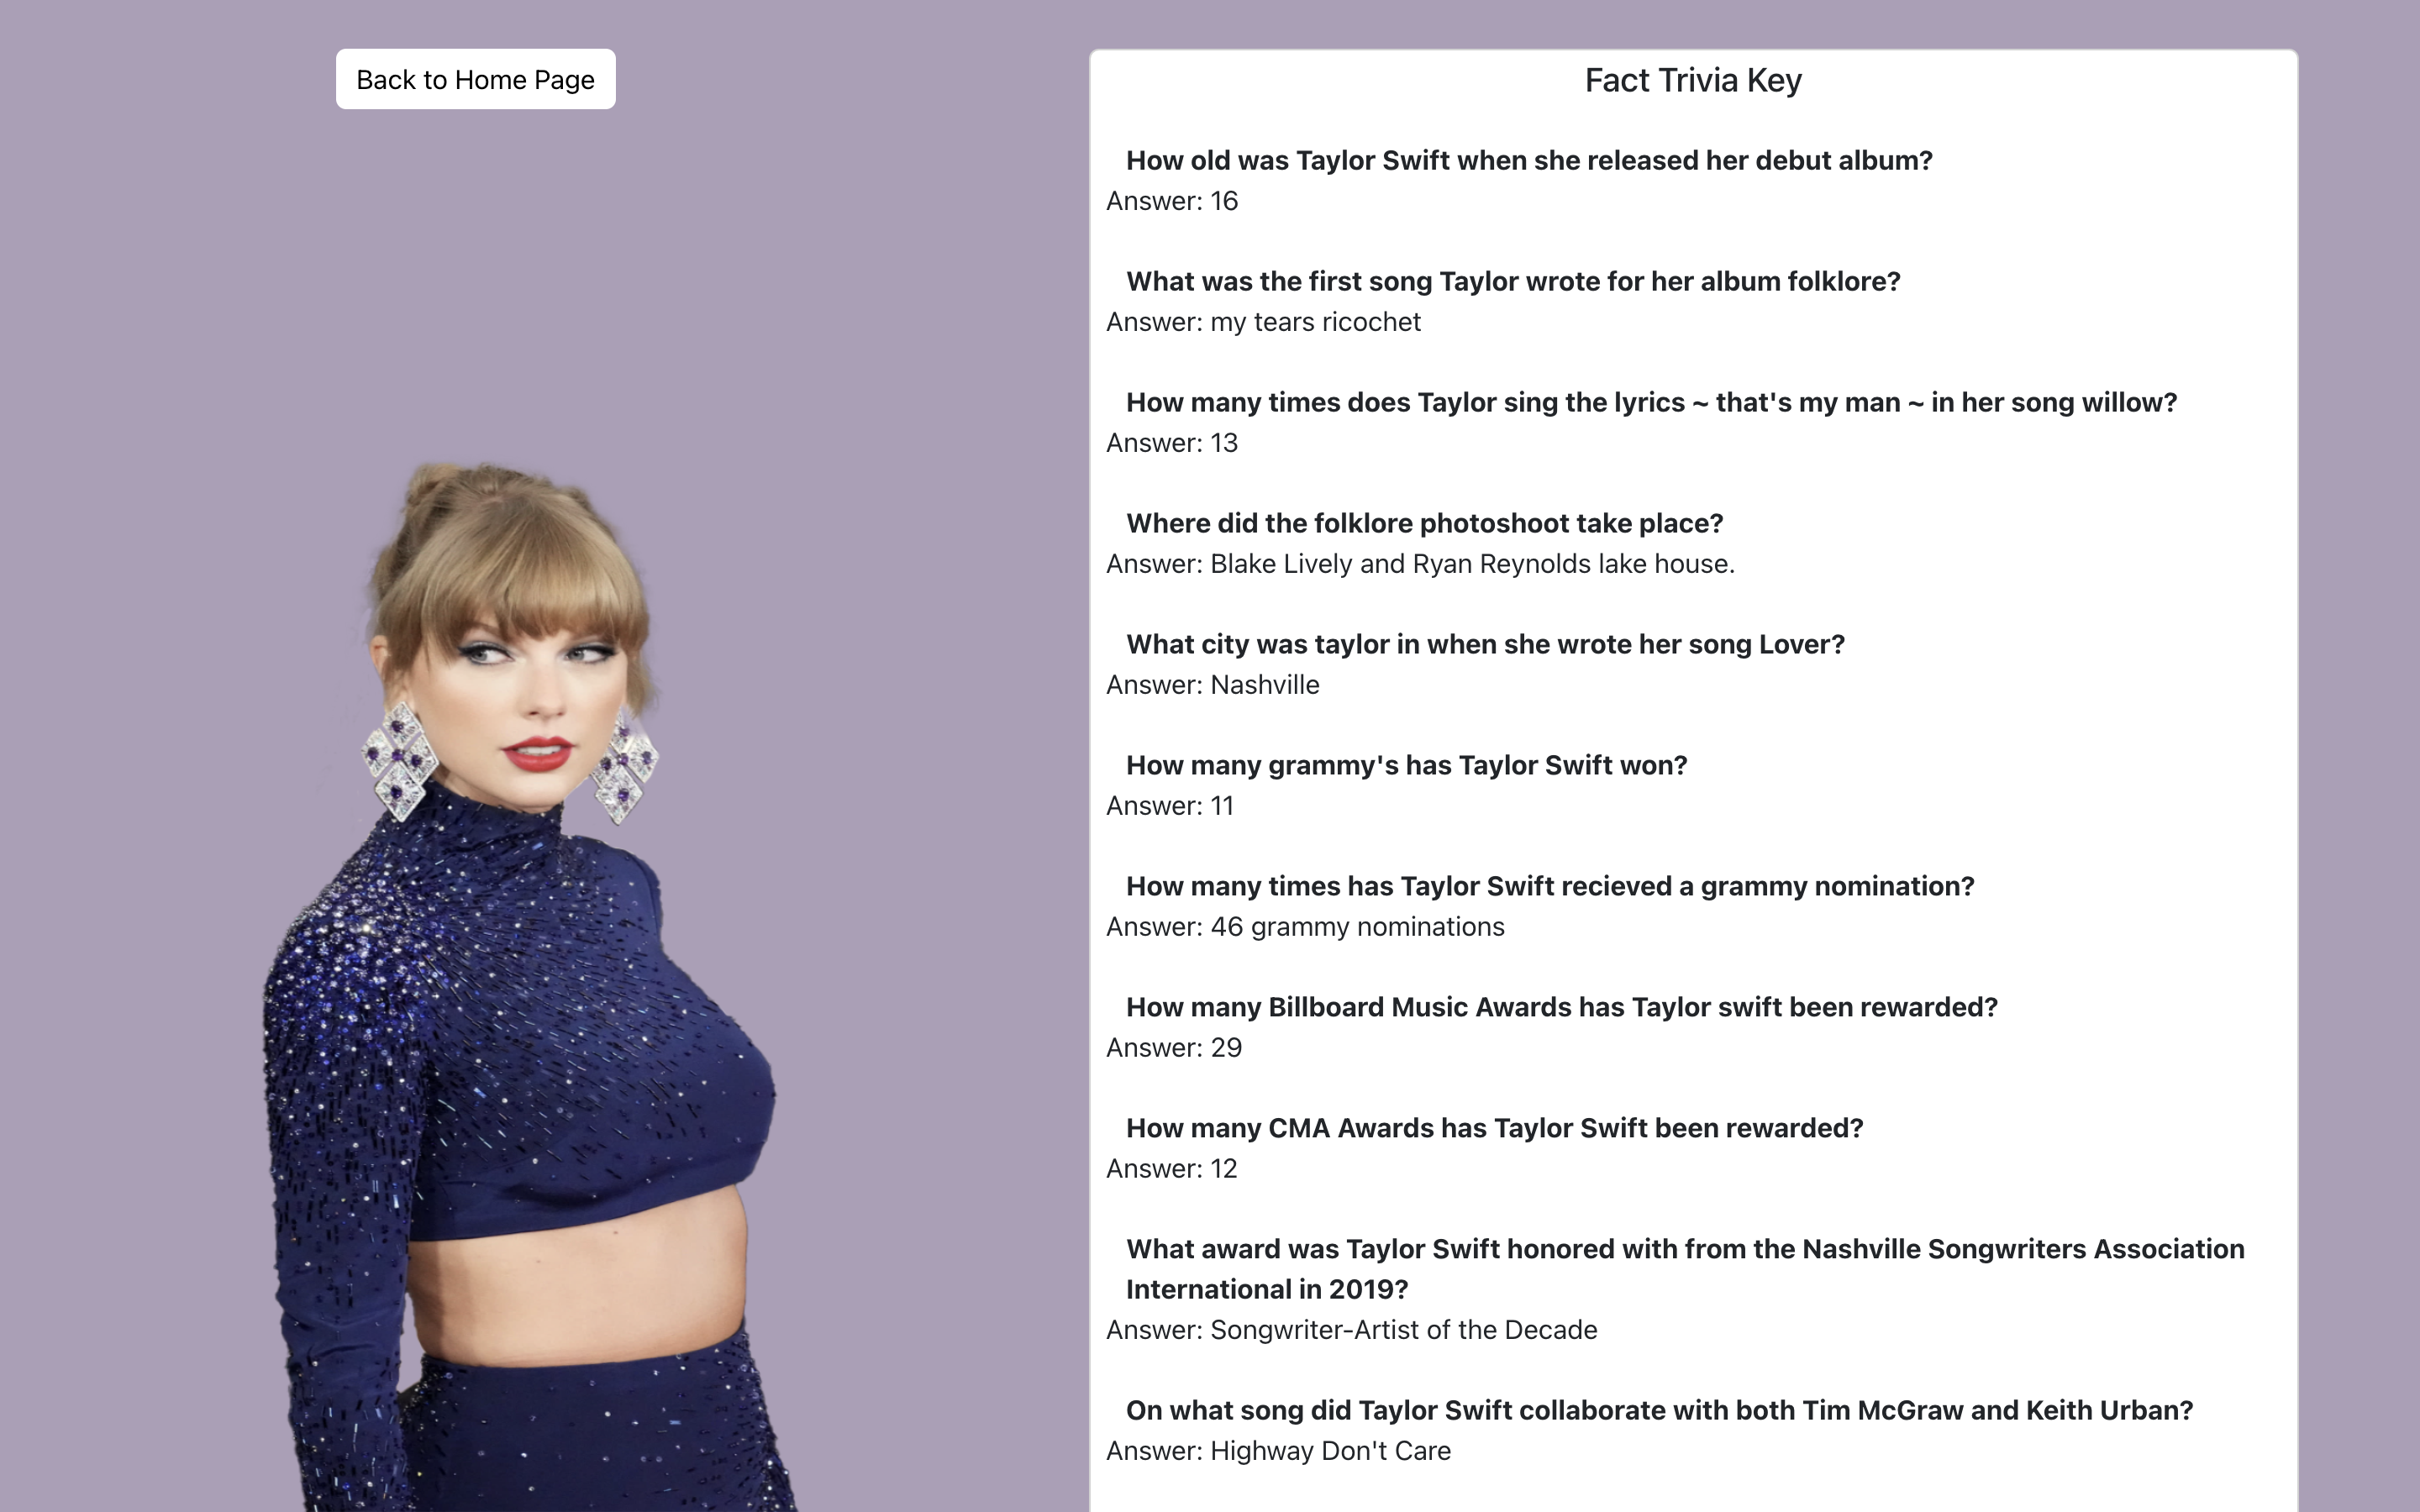 Back to Home Page
Fact Trivia Key
How old was Taylor Swift when she released her debut album?
Answer: 16
What was the first song Taylor wrote for her album folklore?
Answer: my tears ricochet
How many times does Taylor sing the lyrics ~ that's my man ~ in her song willow?
Answer: 13
Where did the folklore photoshoot take place?
Answer: Blake Lively and Ryan Reynolds lake house.
What city was taylor in when she wrote her song Lover?
Answer: Nashville
How many grammy's has Taylor Swift won?
Answer: 11
How many times has Taylor Swift recieved a grammy nomination?
Answer: 46 grammy nominations
How many Billboard Music Awards has Taylor swift been rewarded?
Answer: 29
How many CMA Awards has Taylor Swift been rewarded?
Answer: 12
What award was Taylor Swift honored with from the Nashville Songwriters Association
International in 2019?
Answer: Songwriter-Artist of the Decade
On what song did Taylor Swift collaborate with both Tim McGraw and Keith Urban?
Answer: Highway Don't Care